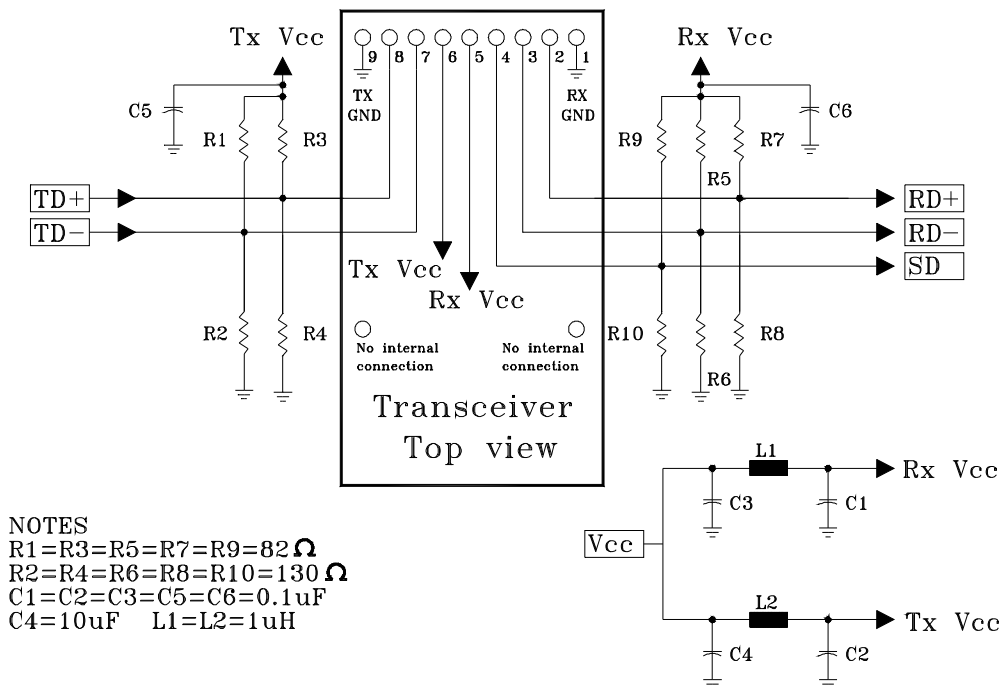 Tx Vcc
Rx Vcc
9 8 7 6 5 4 3 2 1
TX
GND
RX
GND
C5
R1
R3
R9
R7
C6
R5
TD+
RD+
TD-
RD-
SD
Tx Vcc
Rx Vcc
R2
R4
R10
R8
R6
No internal
connection
No internal
connection
Transceiver
Top view
L1
Rx Vcc
C3
C1
Vcc
L2
Tx Vcc
C4
C2
NOTES
R1=R3=R5=R7=R9=82Ω
R2=R4=R6=R8=R10=130Ω
C1=C2=C3=C5=C6=0.1uF
C4=10uF L1=L2=1uH